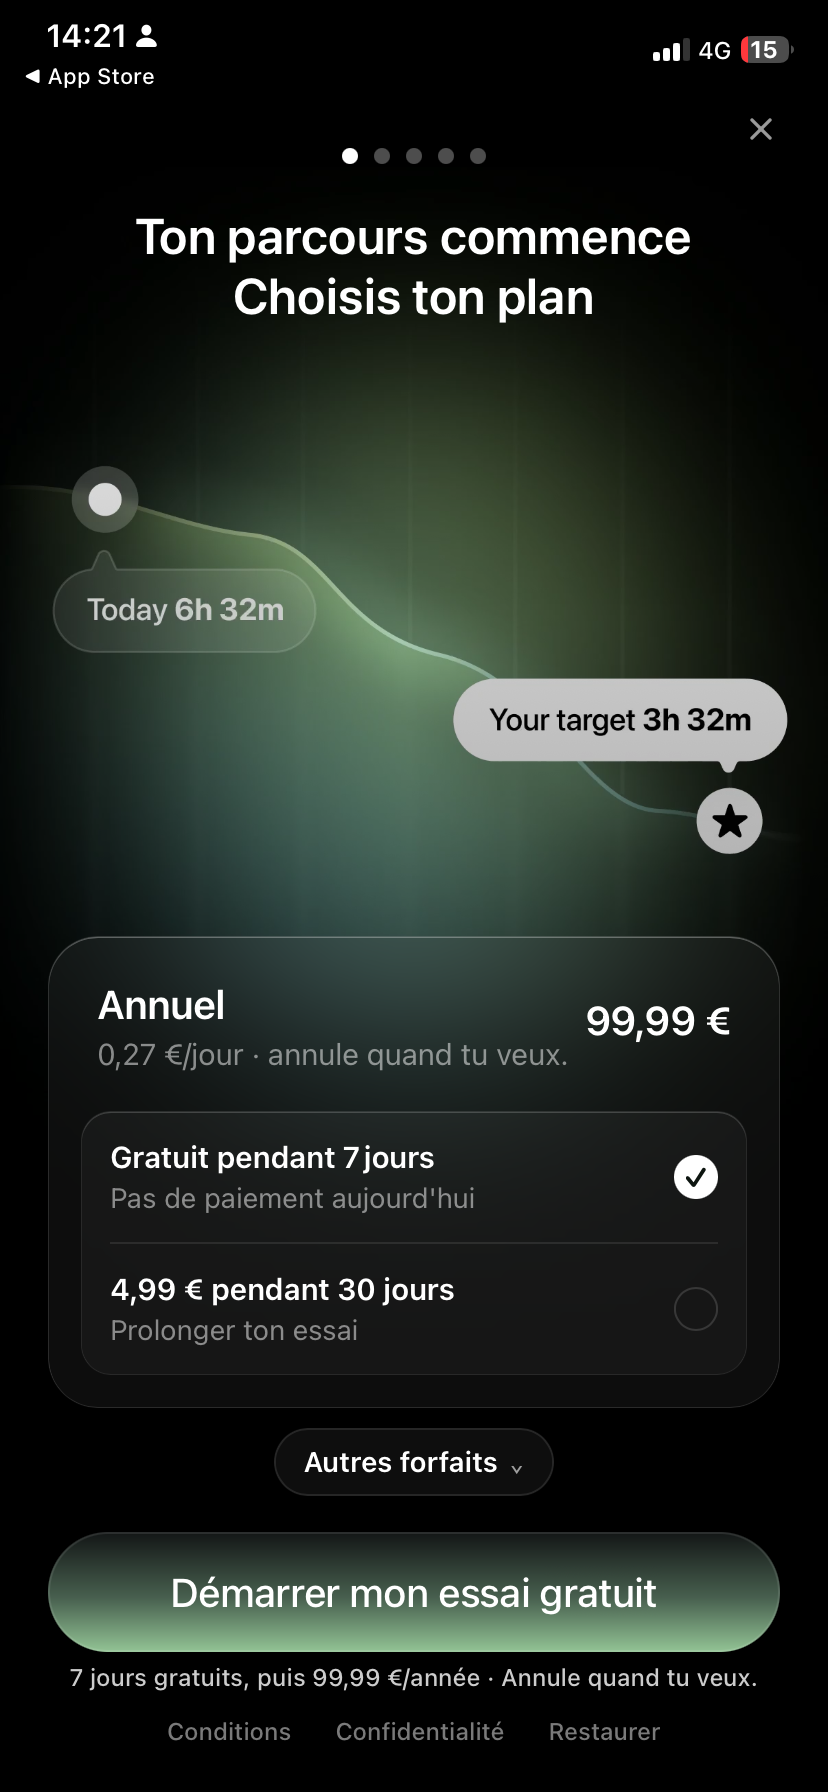 14:21
4G 15
◀ App Store
Ton parcours commence
Choisis ton plan
Today 6h 32m
Your target 3h 32m
Annuel
99,99 €
0,27 €/jour · annule quand tu veux.
Gratuit pendant 7 jours
Pas de paiement aujourd'hui
4,99 € pendant 30 jours
Prolonger ton essai
Autres forfaits
Démarrer mon essai gratuit
7 jours gratuits, puis 99,99 €/année · Annule quand tu veux.
Conditions Confidentialité Restaurer